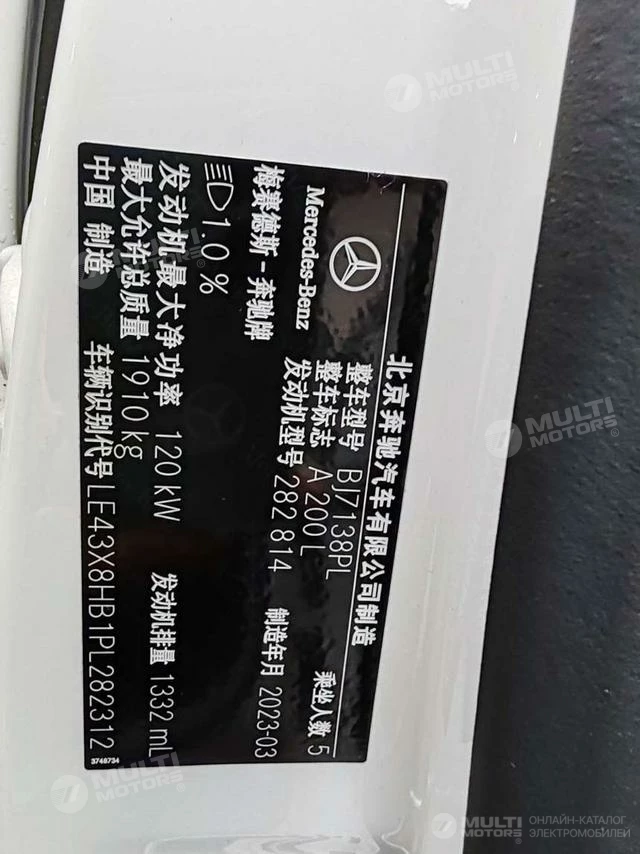 北京奔驰汽车有限公司制造
Mercedes-Benz
梅赛德斯-奔驰牌
整车型号 BJ7138PL
乘坐人数 5
整车标志 A 200 L
发动机型号 282 814
制造年月 2023-03
1.0 %
发动机最大净功率 120 kW
发动机排量 1332 mL
最大允许总质量 1910 kg
中国 制造
车辆识别代号 LE43X8HB1PL282312
3748734
MULTI MOTORS
MULTI MOTORS
MULTI MOTORS
MULTI MOTORS
MULTI MOTORS
ОНЛАЙН-КАТАЛОГ
ЭЛЕКТРОМОБИЛЕЙ